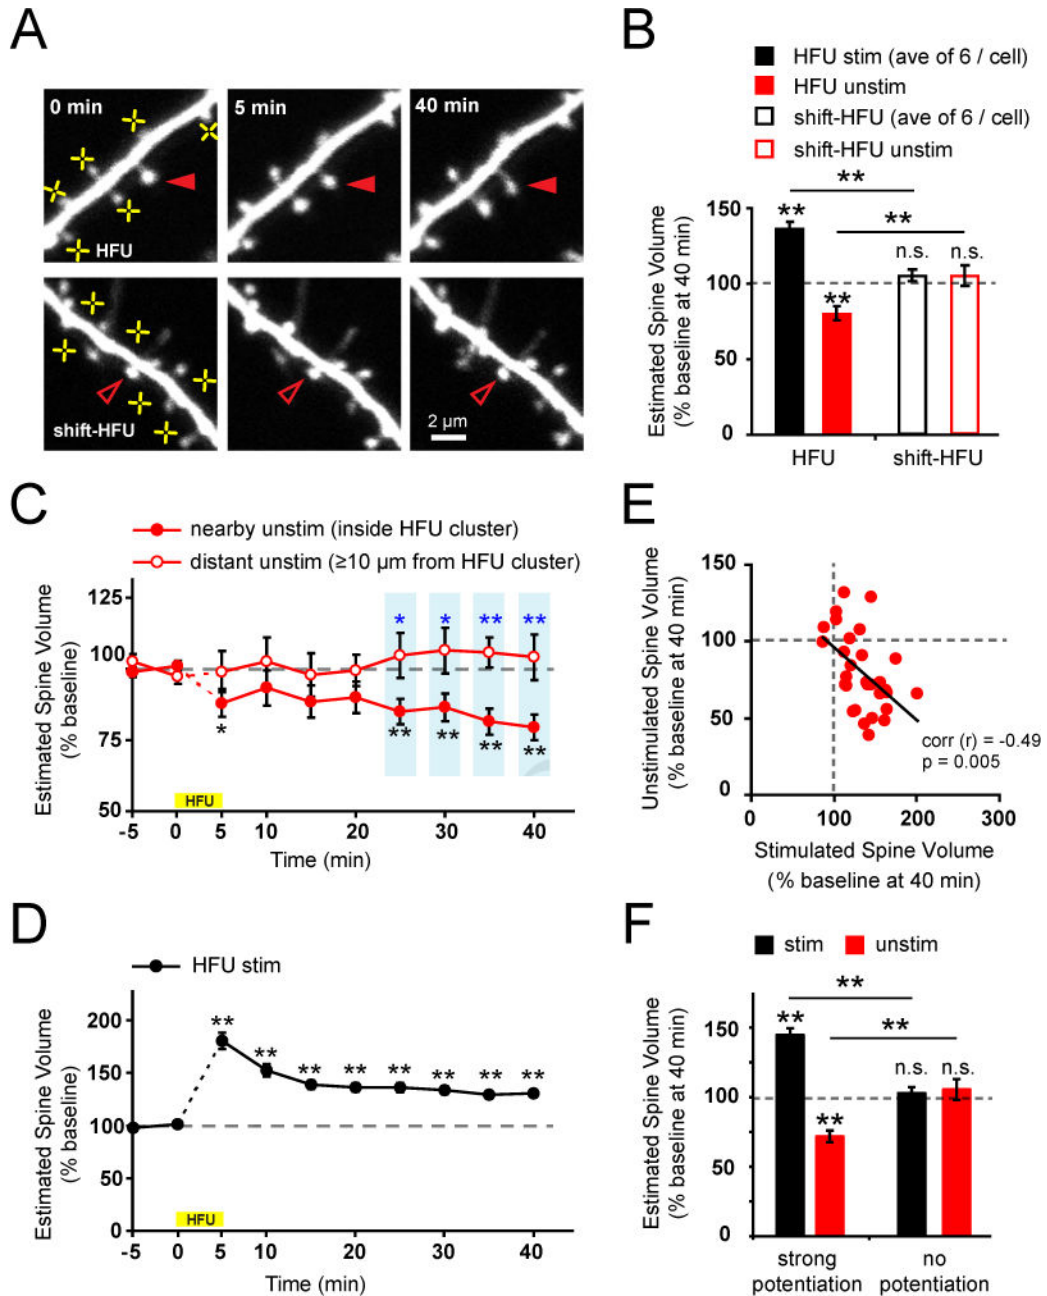 A
0 min
5 min
40 min
HFU
shift-HFU
2 µm
B
HFU stim (ave of 6 / cell)
HFU unstim
shift-HFU (ave of 6 / cell)
shift-HFU unstim
**
**
**
**
n.s.
n.s.
Estimated Spine Volume
(% baseline at 40 min)
150
100
50
0
HFU
shift-HFU
C
nearby unstim (inside HFU cluster)
distant unstim (≥10 µm from HFU cluster)
Estimated Spine Volume
(% baseline)
125
100
75
50
* * ** **
* ** ** ** **
HFU
-5 0 5 10 20 30 40
Time (min)
E
Unstimulated Spine Volume
(% baseline at 40 min)
150
100
50
0
corr (r) = -0.49
p = 0.005
0 100 200 300
Stimulated Spine Volume
(% baseline at 40 min)
D
HFU stim
Estimated Spine Volume
(% baseline)
200
150
100
50
0
** ** ** ** ** ** ** **
HFU
-5 0 5 10 20 30 40
Time (min)
F
stim
unstim
**
**
**
**
n.s.
n.s.
Estimated Spine Volume
(% baseline at 40 min)
150
100
50
0
strong
potentiation
no
potentiation